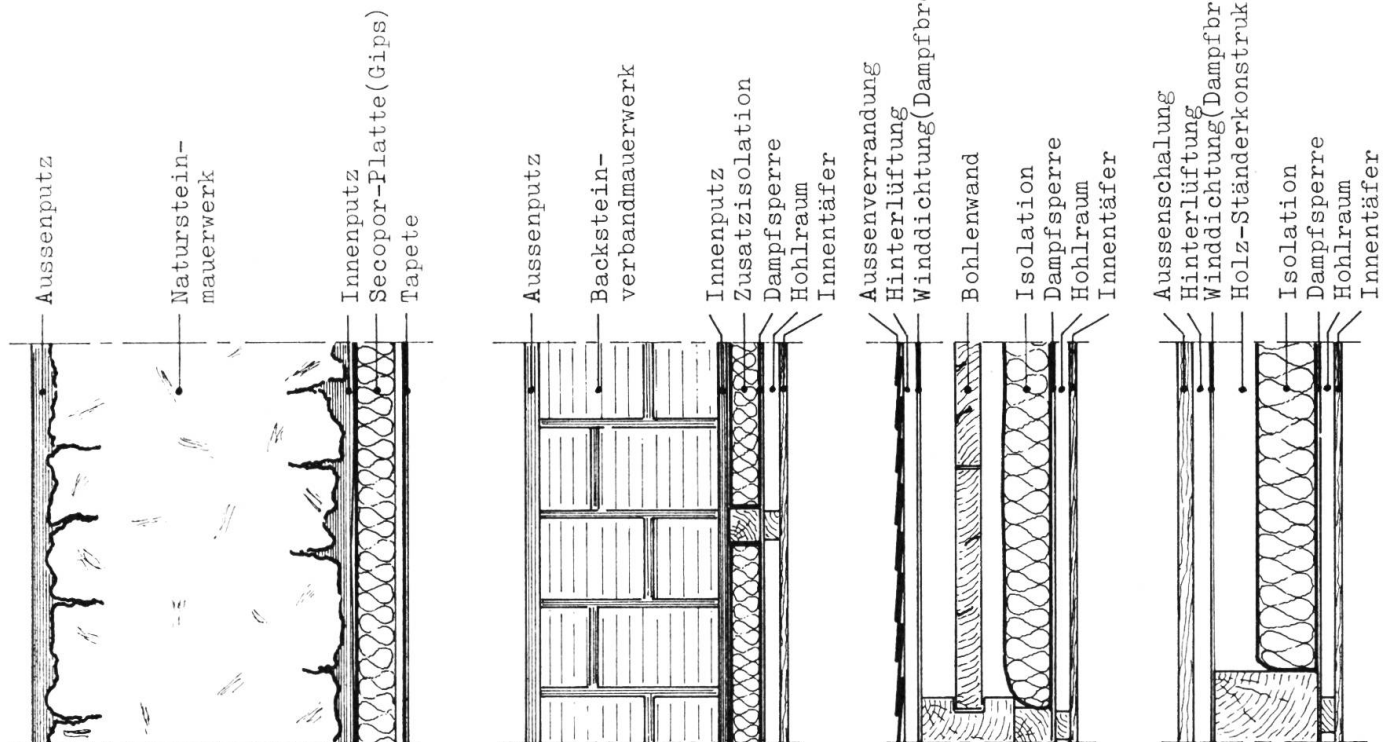 Aussenputz
Naturstein-
mauerwerk
Innenputz
Secopor-Platte(Gips)
Tapete
Aussenputz
Backstein-
verbandmauerwerk
Innenputz
Zusatzisolation
Dampfsperre
Hohlraum
Innentäfer
Aussenverrandung
Hinterlüftung
Winddichtung(Dampfbr
Bohlenwand
Isolation
Dampfsperre
Hohlraum
Innentäfer
Aussenschalung
Hinterlüftung
Winddichtung(Dampfbr
Holz-Ständerkonstruk
Isolation
Dampfsperre
Hohlraum
Innentäfer